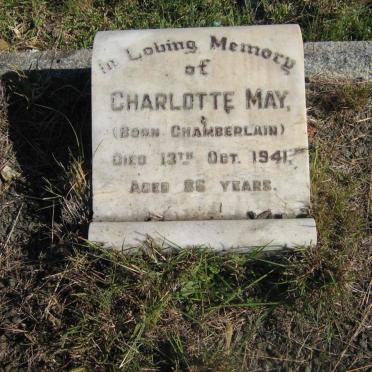 In Loving Memory
of
CHARLOTTE MAY,
(BORN CHAMBERLAIN)
DIED 13TH OCT. 1941.
AGED 86 YEARS.